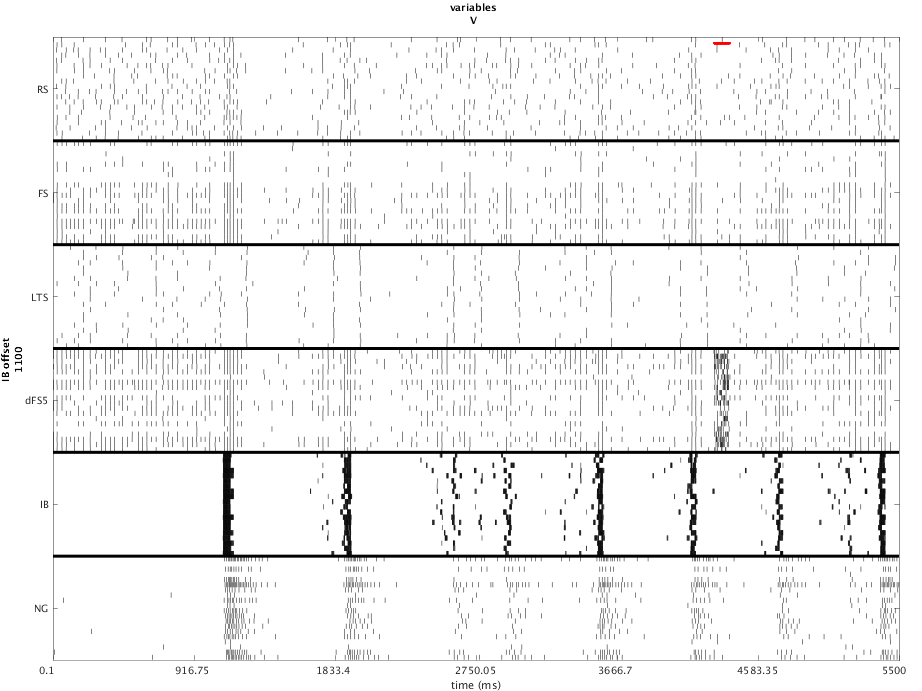 variables
V
RS
FS
LTS
dFS5
IB
NG
IB offset
1100
0.1 916.75 1833.4 2750.05 3666.7 4583.35 5500
time (ms)